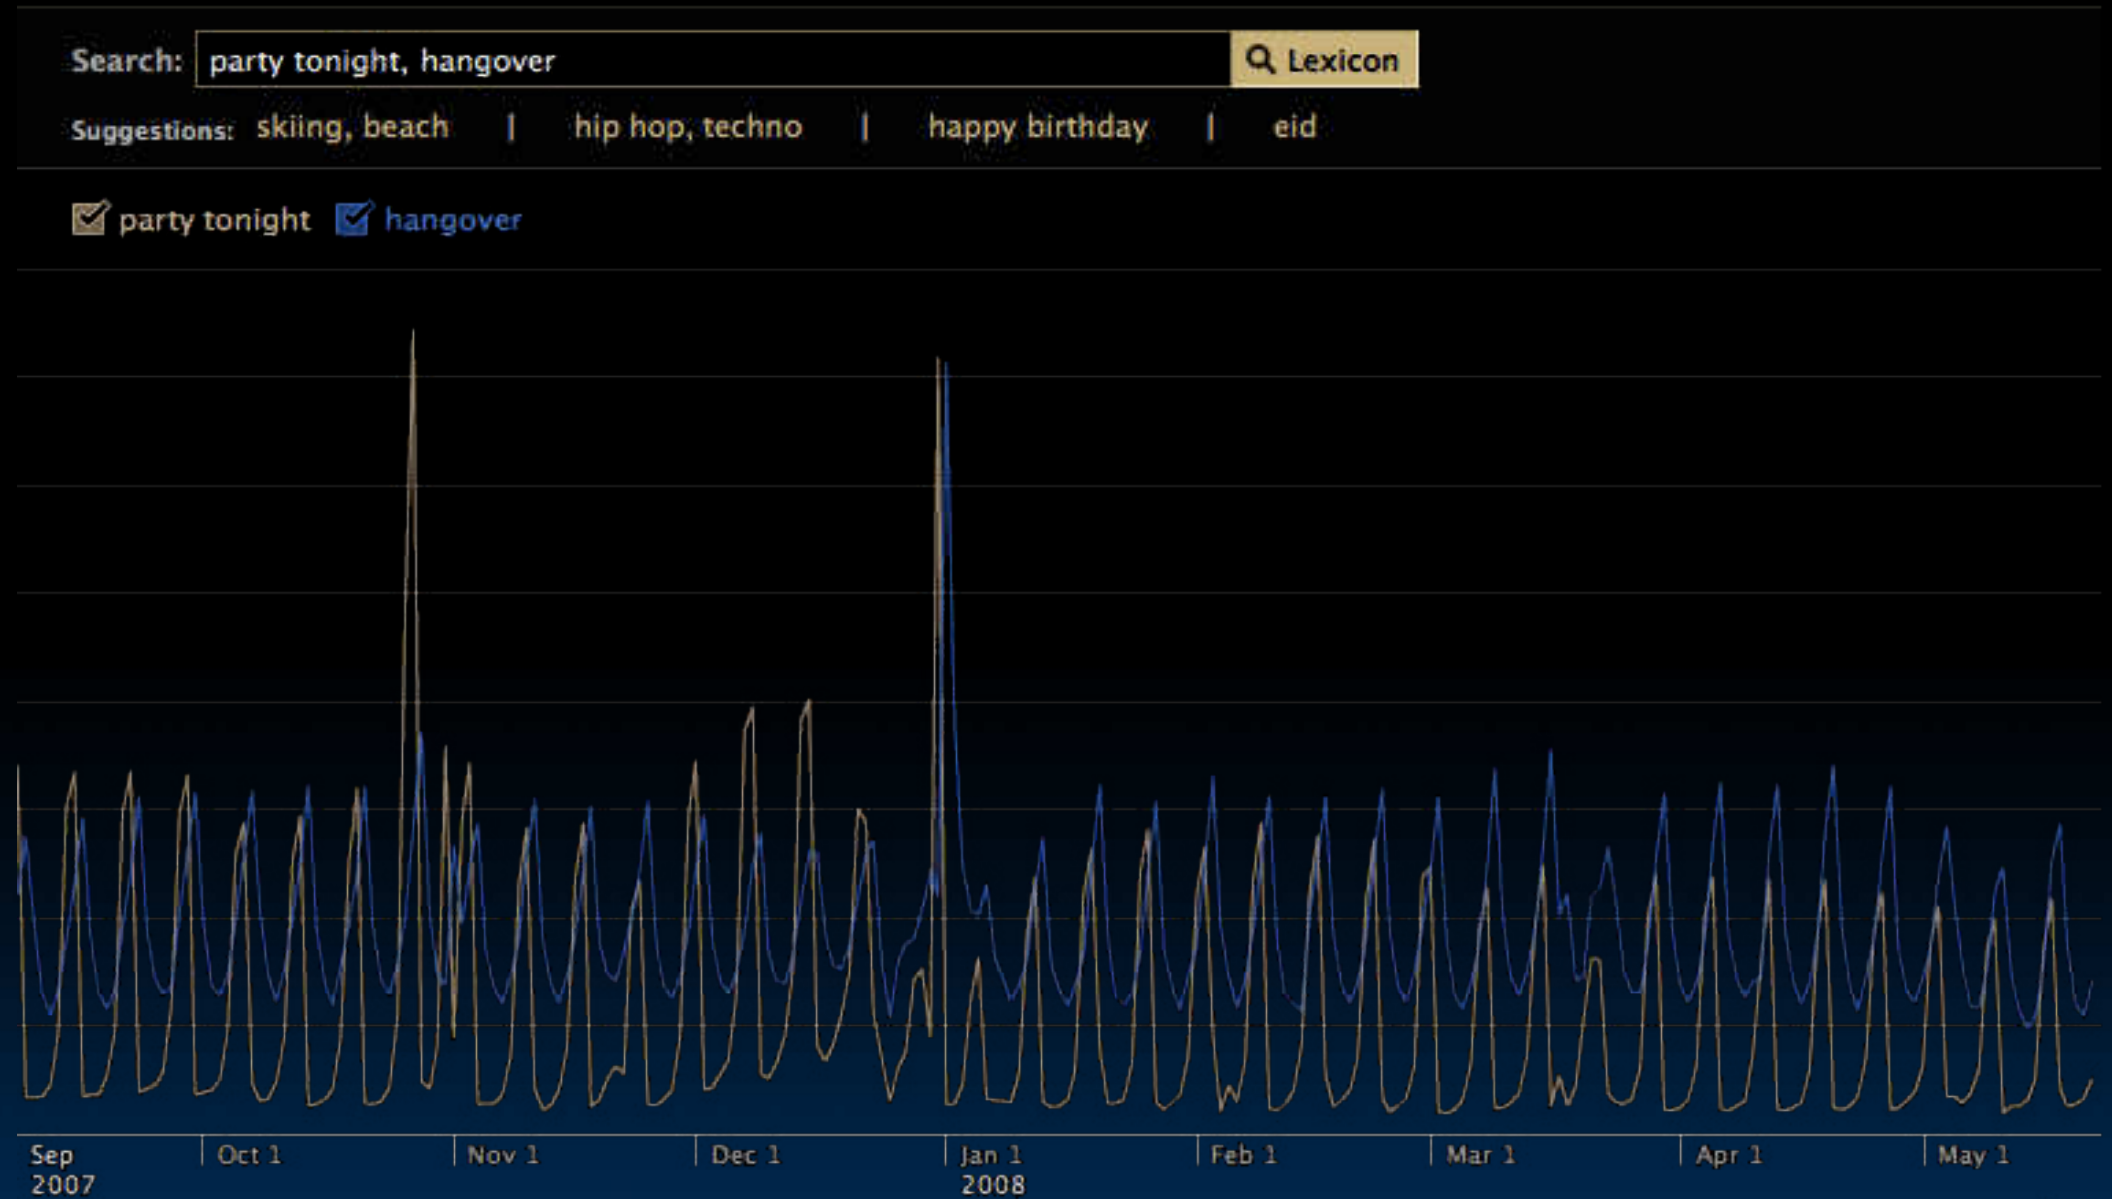 Search: party tonight, hangover Lexicon
Suggestions: skiing, beach | hip hop, techno | happy birthday | eid
party tonight hangover
Sep Oct 1 Nov 1 Dec 1 Jan 1 Feb 1 Mar 1 Apr 1 May 1
2007 2008